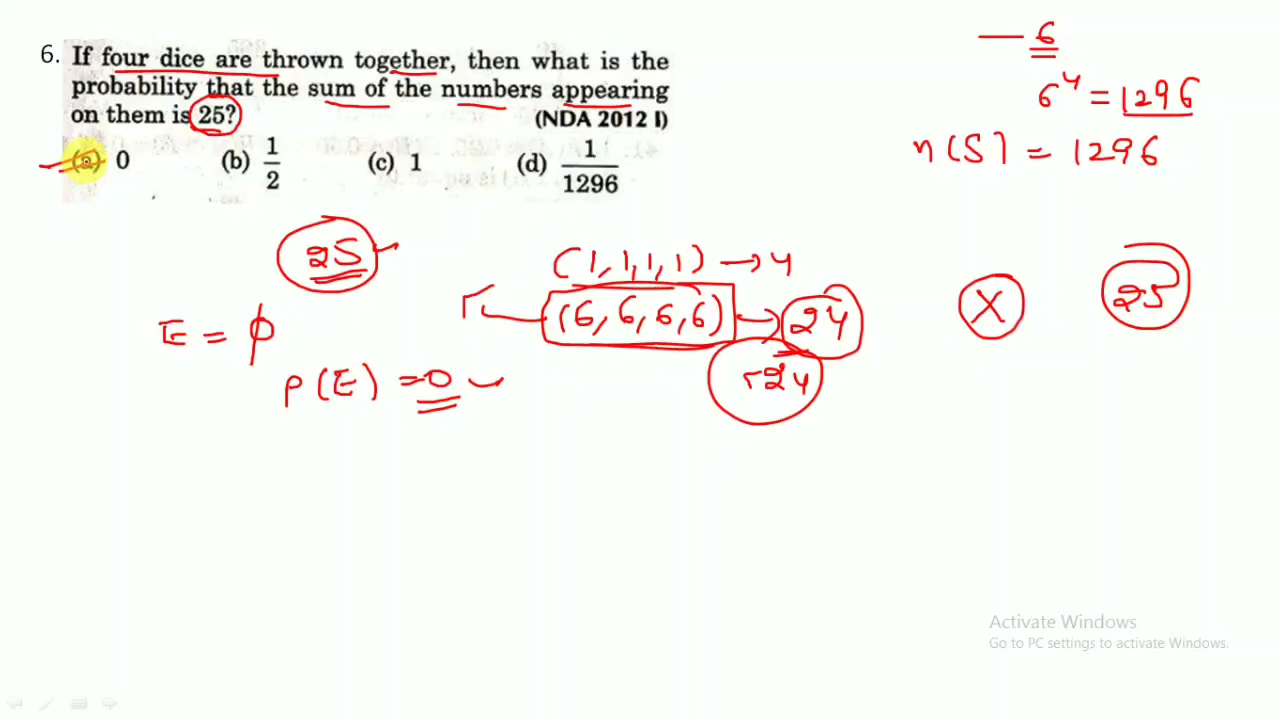 6. If four dice are thrown together, then what is the
probability that the sum of the numbers appearing
on them is 25? (NDA 2012 I)
(a) 0 (b) 1/2 (c) 1 (d) 1/1296
6
6^4 = 1296
n(S) = 1296
25
(1,1,1,1) → 4
(6,6,6,6) → 24
X
25
E = φ
P(E) = 0
24
Activate Windows
Go to PC settings to activate Windows.